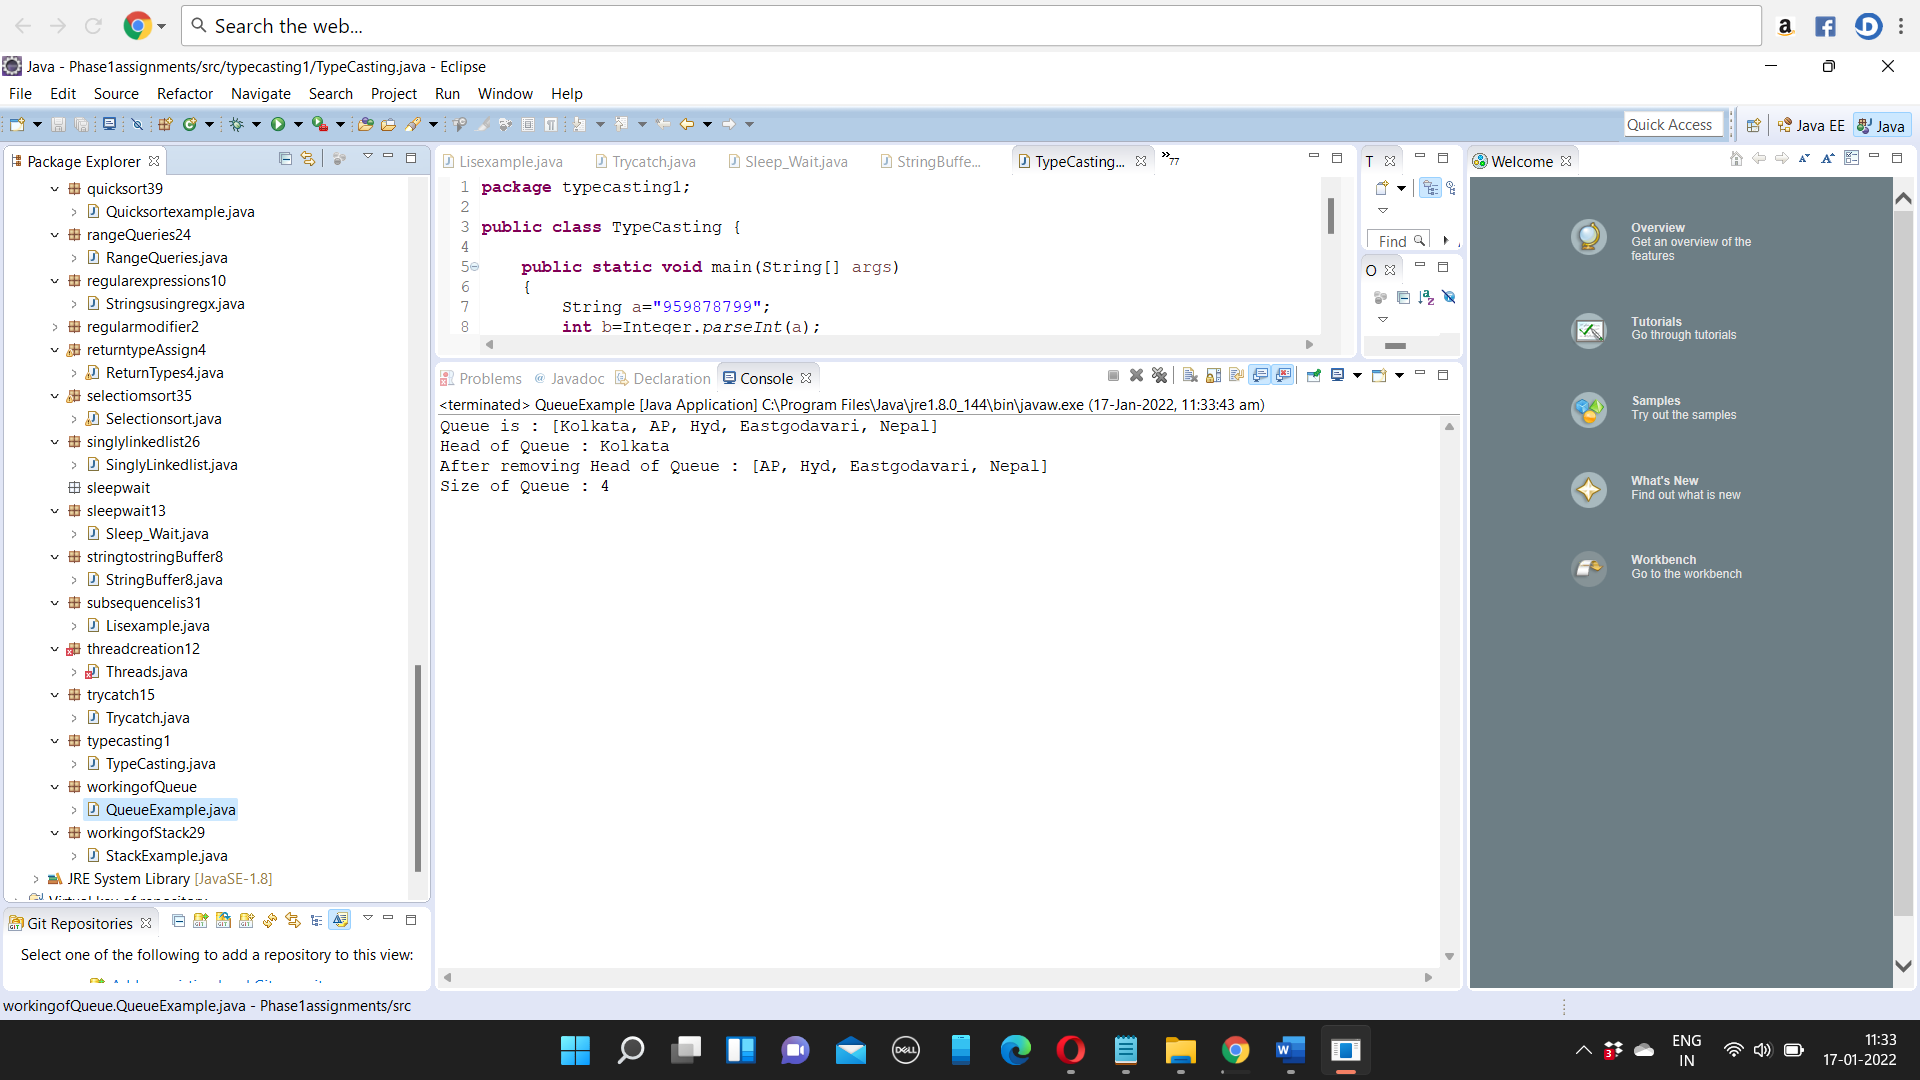 Search the web...
Java - Phase1assignments/src/typecasting1/TypeCasting.java - Eclipse
File Edit Source Refactor Navigate Search Project Run Window Help
Quick Access
Java EE
Java
Package Explorer
quicksort39
Quicksortexample.java
rangeQueries24
RangeQueries.java
regularexpressions10
Stringsusingregx.java
regularmodifier2
returntypeAssign4
ReturnTypes4.java
selectiomsort35
Selectionsort.java
singlylinkedlist26
SinglyLinkedlist.java
sleepwait
sleepwait13
Sleep_Wait.java
stringtostringBuffer8
StringBuffer8.java
subsequencelis31
Lisexample.java
threadcreation12
Threads.java
trycatch15
Trycatch.java
typecasting1
TypeCasting.java
workingofQueue
QueueExample.java
workingofStack29
StackExample.java
JRE System Library [JavaSE-1.8]
Git Repositories
Select one of the following to add a repository to this view:
Lisexample.java Trycatch.java Sleep_Wait.java StringBuffe... TypeCasting... »77
1 package typecasting1;
2
3 public class TypeCasting {
4
5 public static void main(String[] args)
6 {
7 String a="959878799";
8 int b=Integer.parseInt(a);
T
Find
O
Problems Javadoc Declaration Console
<terminated> QueueExample [Java Application] C:\Program Files\Java\jre1.8.0_144\bin\javaw.exe (17-Jan-2022, 11:33:43 am)
Queue is : [Kolkata, AP, Hyd, Eastgodavari, Nepal]
Head of Queue : Kolkata
After removing Head of Queue : [AP, Hyd, Eastgodavari, Nepal]
Size of Queue : 4
Welcome
Overview
Get an overview of the
features
Tutorials
Go through tutorials
Samples
Try out the samples
What's New
Find out what is new
Workbench
Go to the workbench
workingofQueue.QueueExample.java - Phase1assignments/src
DELL
3
ENG
IN
11:33
17-01-2022